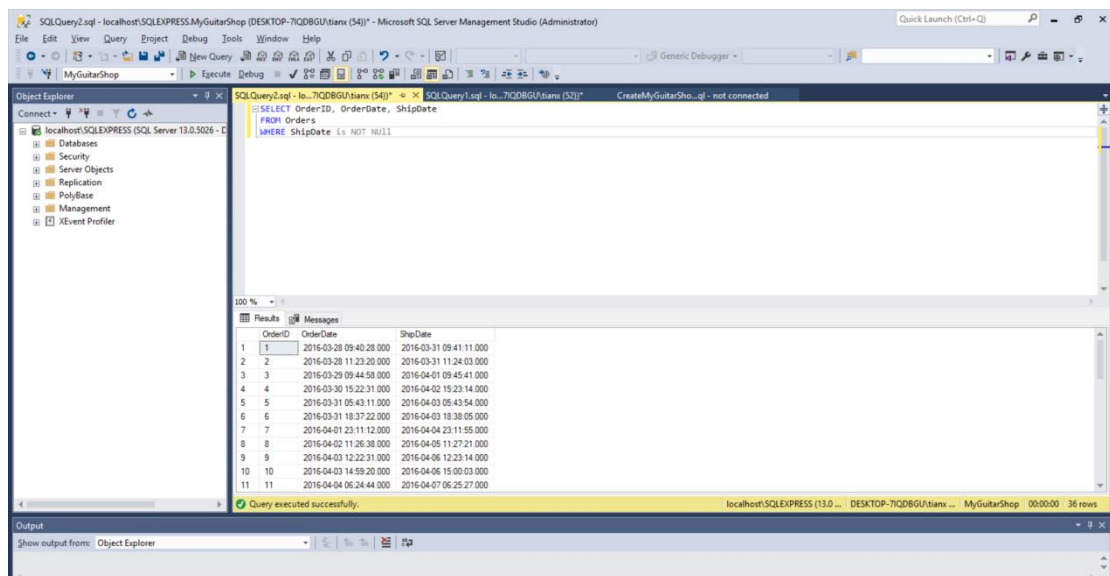 SQLQuery2.sql - localhost\SQLEXPRESS.MyGuitarShop (DESKTOP-7IQDBGU\tianx (54))* - Microsoft SQL Server Management Studio (Administrator)
Quick Launch (Ctrl+Q)
File Edit View Query Project Debug Tools Window Help
New Query
Generic Debugger
MyGuitarShop
Execute Debug
Object Explorer
SQLQuery2.sql - lo...7IQDBGU\tianx (54))* SQLQuery1.sql - lo...7IQDBGU\tianx (52))* CreateMyGuitarSho...ql - not connected
Connect
localhost\SQLEXPRESS (SQL Server 13.0.5026 - D
Databases
Security
Server Objects
Replication
PolyBase
Management
XEvent Profiler
SELECT OrderID, OrderDate, ShipDate
FROM Orders
WHERE ShipDate is NOT NUll
100 %
Results Messages
OrderID OrderDate ShipDate
1 1 2016-03-28 09:40:28.000 2016-03-31 09:41:11.000
2 2 2016-03-28 11:23:20.000 2016-03-31 11:24:03.000
3 3 2016-03-29 09:44:58.000 2016-04-01 09:45:41.000
4 4 2016-03-30 15:22:31.000 2016-04-02 15:23:14.000
5 5 2016-03-31 05:43:11.000 2016-04-03 05:43:54.000
6 6 2016-03-31 18:37:22.000 2016-04-03 18:38:05.000
7 7 2016-04-01 23:11:12.000 2016-04-04 23:11:55.000
8 8 2016-04-02 11:26:38.000 2016-04-05 11:27:21.000
9 9 2016-04-03 12:22:31.000 2016-04-06 12:23:14.000
10 10 2016-04-03 14:59:20.000 2016-04-06 15:00:03.000
11 11 2016-04-04 06:24:44.000 2016-04-07 06:25:27.000
Query executed successfully.
localhost\SQLEXPRESS (13.0 ... DESKTOP-7IQDBGU\tianx ... MyGuitarShop 00:00:00 36 rows
Output
Show output from: Object Explorer